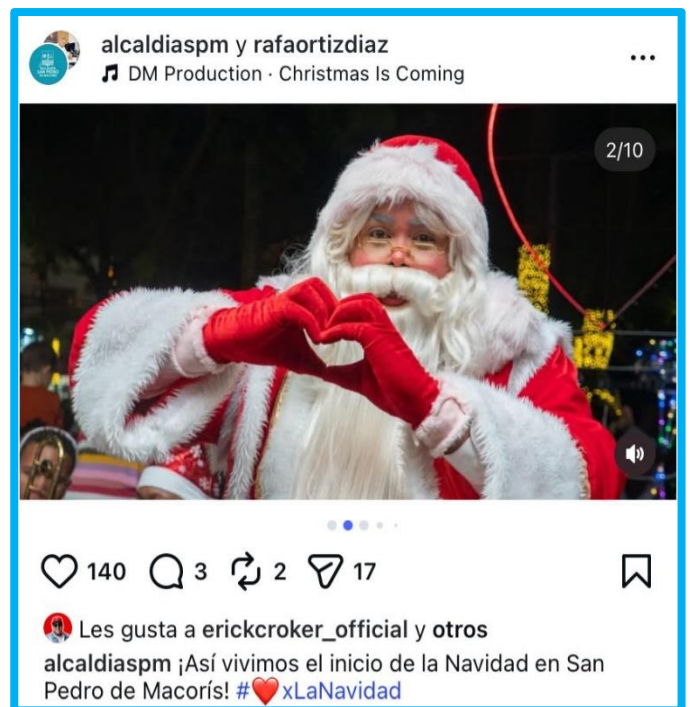 alcaldiaspm y rafaortizdiaz
DM Production · Christmas Is Coming
2/10
140 3 2 17
Les gusta a erickcroker_official y otros
alcaldiaspm ¡Así vivimos el inicio de la Navidad en San
Pedro de Macorís! #❤️xLaNavidad